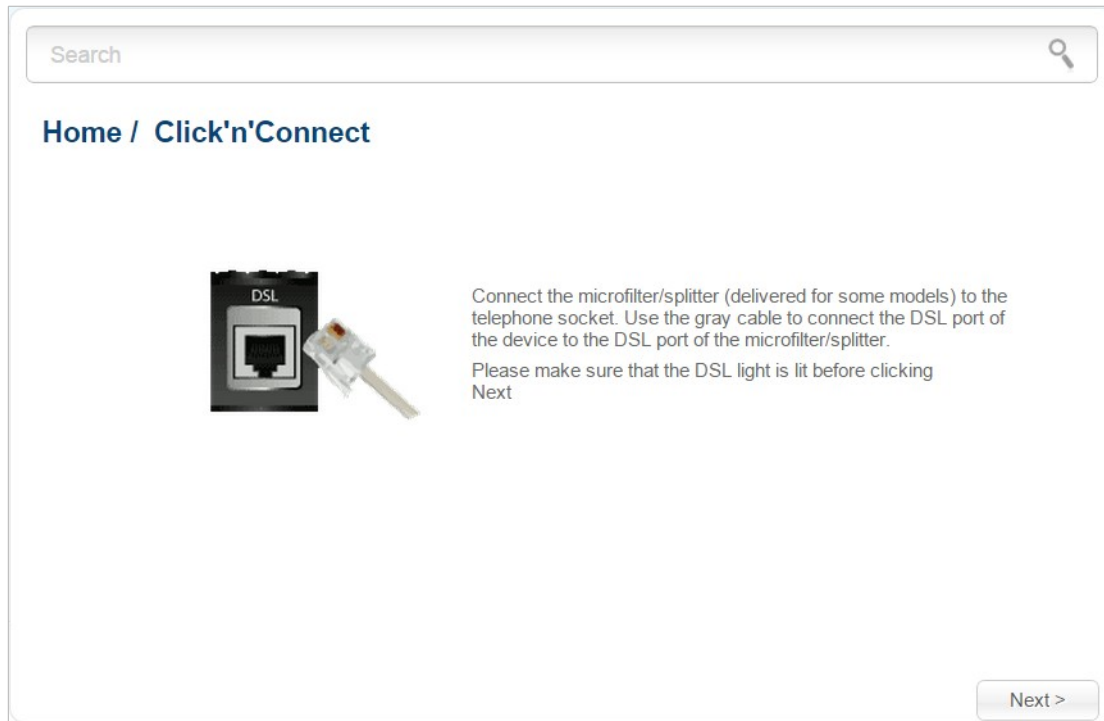 Search
Home / Click'n'Connect
DSL
Connect the microfilter/splitter (delivered for some models) to the
telephone socket. Use the gray cable to connect the DSL port of
the device to the DSL port of the microfilter/splitter.
Please make sure that the DSL light is lit before clicking
Next
Next >